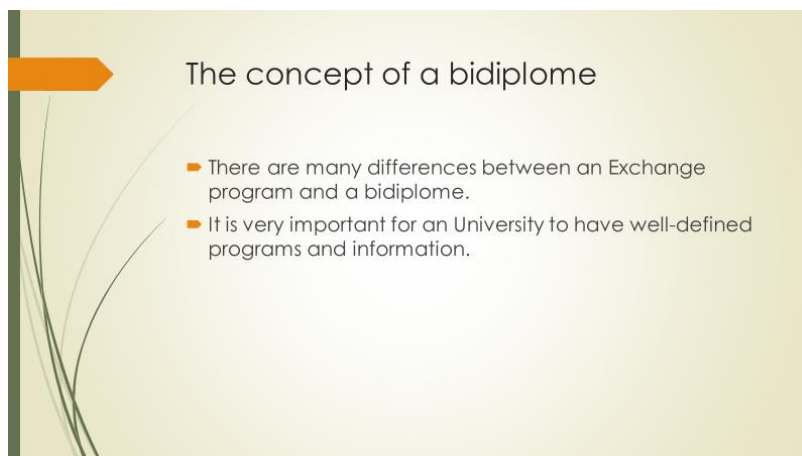 The concept of a bidiplome
There are many differences between an Exchange
program and a bidiplome.
It is very important for an University to have well-defined
programs and information.